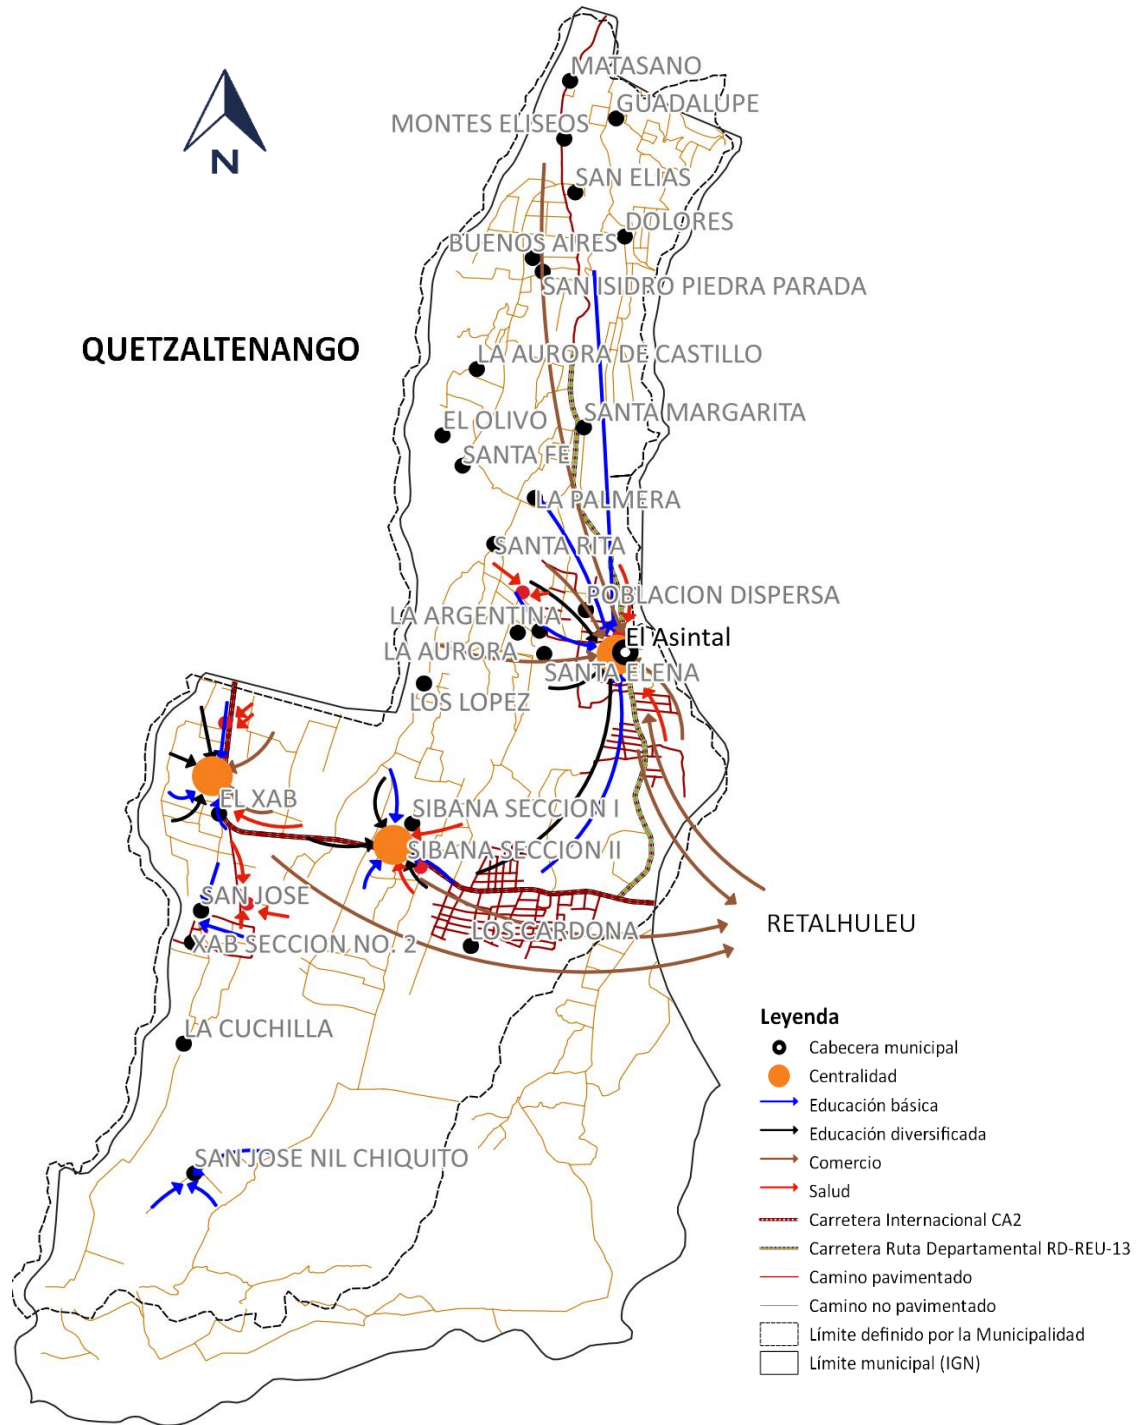 MATASANO
GUADALUPE
MONTES ELISEOS
N
SAN ELIAS
DOLORES
BUENOS AIRES
SAN ISIDRO PIEDRA PARADA
QUETZALTENANGO
LA AURORA DE CASTILLO
SANTA MARGARITA
EL OLIVO
SANTA FE
LA PALMERA
SANTA RITA
POBLACION DISPERSA
LA ARGENTINA
El Asintal
LA AURORA
SANTA ELENA
LOS LOPEZ
EL XAB
SIBANA SECCION I
SIBANA SECCION II
SAN JOSE
RETALHULEU
LOS CARDONA
XAB SECCION NO. 2
LA CUCHILLA
SAN JOSE NIL CHIQUITO
Leyenda
Cabecera municipal
Centralidad
Educación básica
Educación diversificada
Comercio
Salud
Carretera Internacional CA2
Carretera Ruta Departamental RD-REU-13
Camino pavimentado
Camino no pavimentado
Límite definido por la Municipalidad
Límite municipal (IGN)